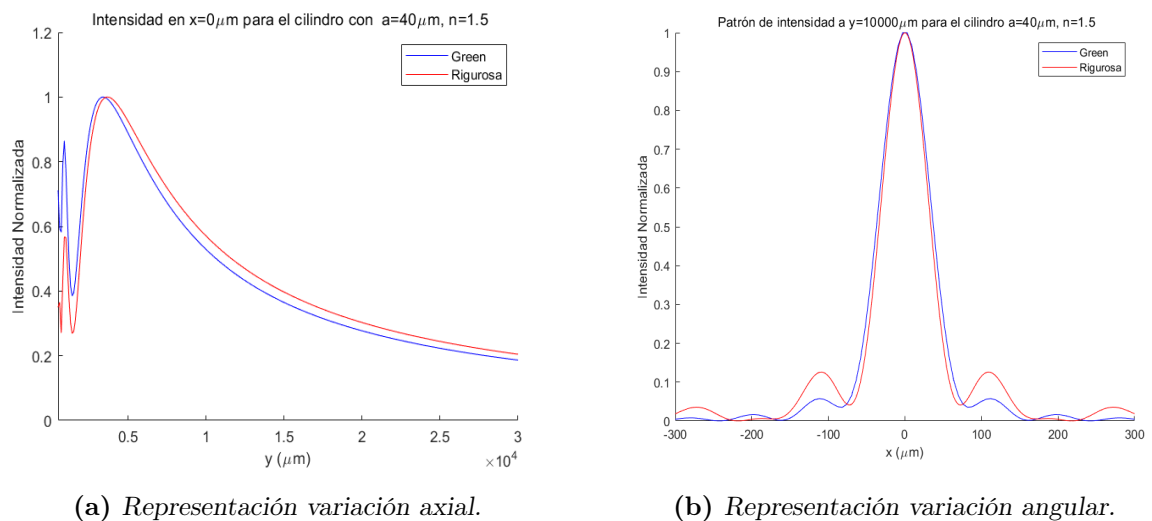 Intensidad en x=0μm para el cilindro con a=40μm, n=1.5
1.2
1
0.8
0.6
0.4
0.2
0
Intensidad Normalizada
0.5
1
1.5
2
2.5
3
×10⁴
y (μm)
Green
Rigurosa
(a) Representación variación axial.
Patrón de intensidad a y=10000μm para el cilindro a=40μm, n=1.5
1
0.9
0.8
0.7
0.6
0.5
0.4
0.3
0.2
0.1
0
Intensidad Normalizada
-300
-200
-100
0
100
200
300
x (μm)
Green
Rigurosa
(b) Representación variación angular.